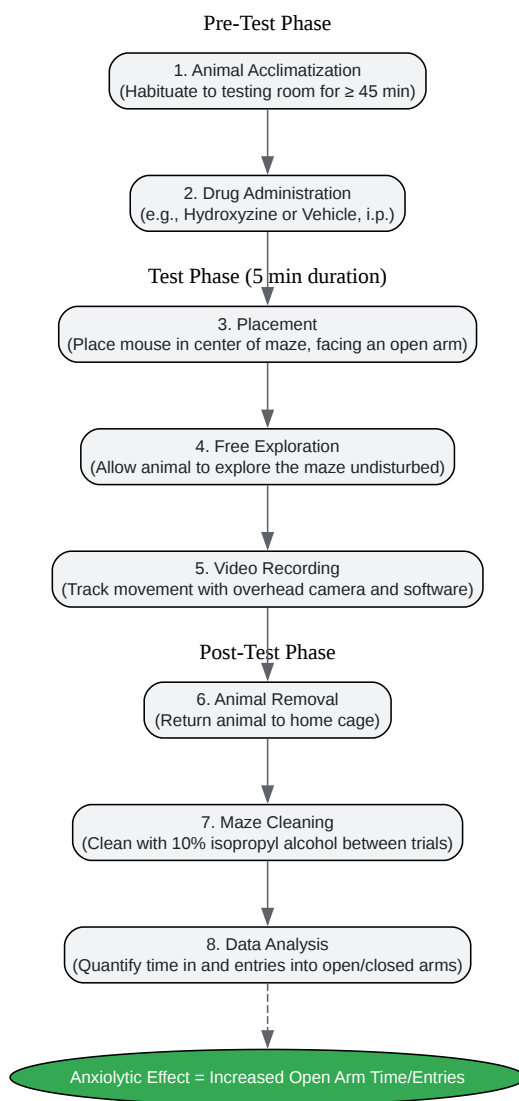 Pre-Test Phase
1. Animal Acclimatization
(Habituate to testing room for ≥ 45 min)
2. Drug Administration
(e.g., Hydroxyzine or Vehicle, i.p.)
Test Phase (5 min duration)
3. Placement
(Place mouse in center of maze, facing an open arm)
4. Free Exploration
(Allow animal to explore the maze undisturbed)
5. Video Recording
(Track movement with overhead camera and software)
Post-Test Phase
6. Animal Removal
(Return animal to home cage)
7. Maze Cleaning
(Clean with 10% isopropyl alcohol between trials)
8. Data Analysis
(Quantify time in and entries into open/closed arms)
Anxiolytic Effect = Increased Open Arm Time/Entries